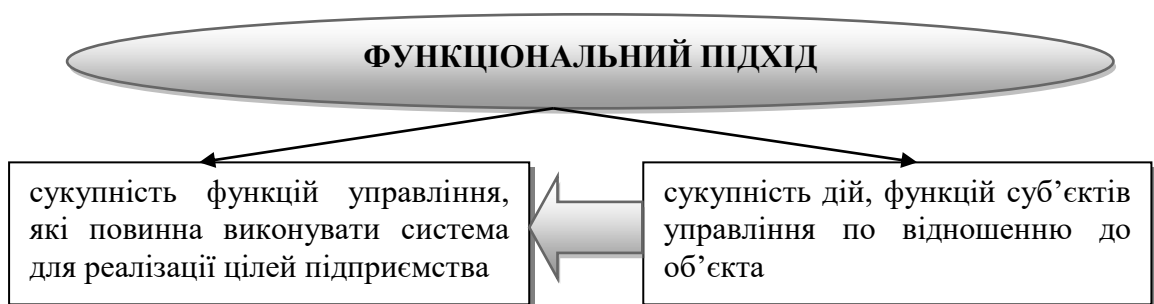 ФУНКЦІОНАЛЬНИЙ ПІДХІД
сукупність функцій управління,
які повинна виконувати система
для реалізації цілей підприємства
сукупність дій, функцій суб’єктів
управління по відношенню до
об’єкта